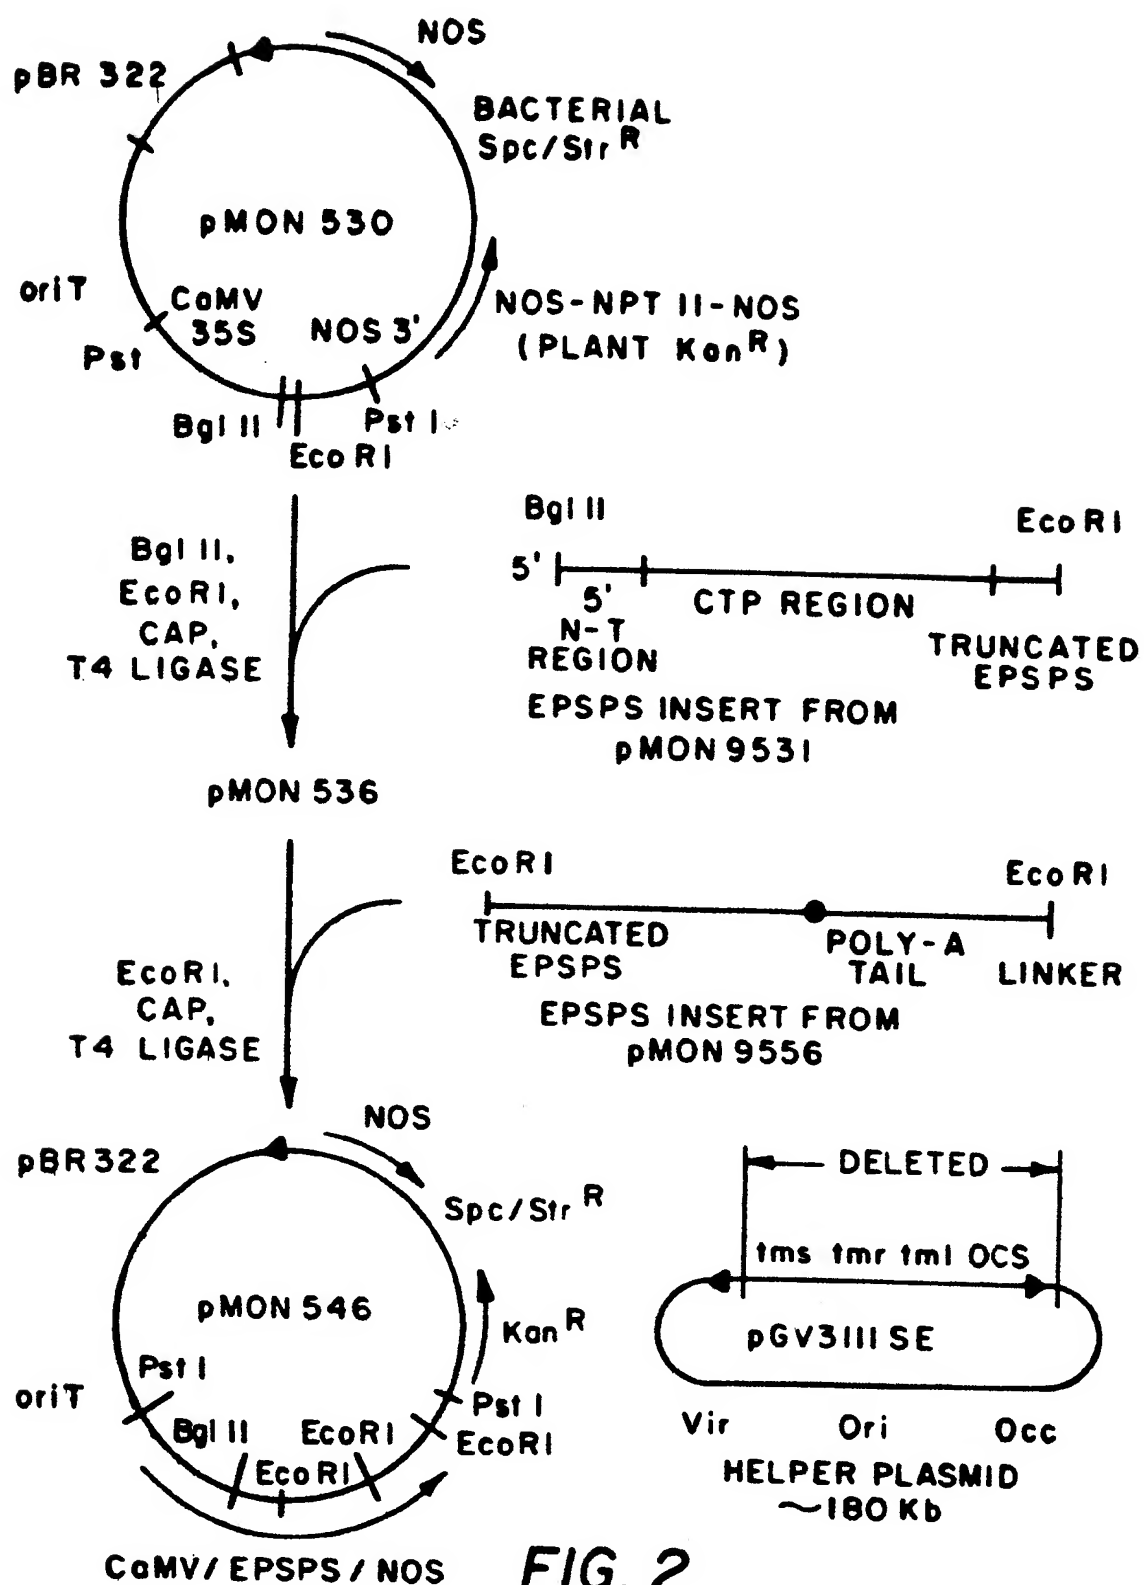 NOS
pBR 322
BACTERIAL
Spc/Str R
pMON 530
oriT
CaMV
35S
NOS 3'
NOS-NPT II-NOS
(PLANT Kan R)
Pst
Bgl II
Pst I
EcoRI
Bgl II
EcoRI
Bgl II,
EcoRI,
CAP,
T4 LIGASE
5'
5'
N-T
REGION
CTP REGION
TRUNCATED
EPSPS
EPSPS INSERT FROM
pMON 9531
pMON 536
EcoRI
EcoRI
TRUNCATED
EPSPS
POLY-A
TAIL
LINKER
EcoRI,
CAP,
T4 LIGASE
EPSPS INSERT FROM
pMON 9556
NOS
pBR322
Spc/Str R
pMON 546
Kan R
Pst I
oriT
Bgl II
EcoRI
EcoRI
Pst I
EcoRI
CaMV/EPSPS/NOS
DELETED
tms tmr tml OCS
pGV3111 SE
Vir
Ori
Occ
HELPER PLASMID
~180 Kb
FIG. 2